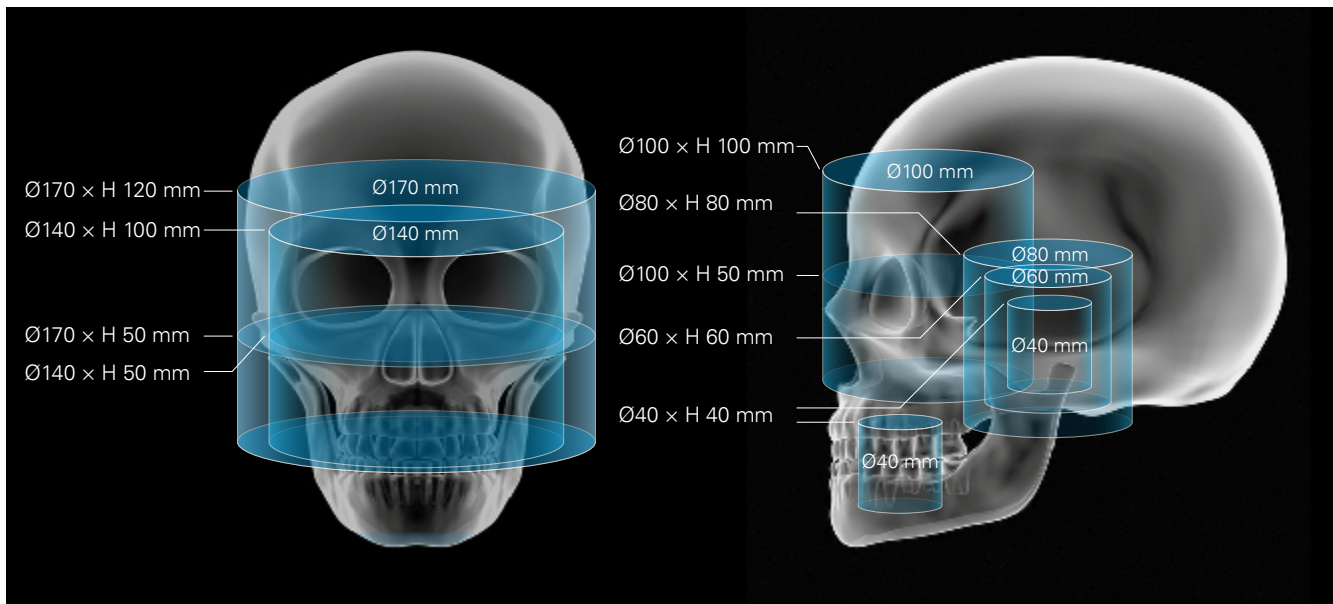 Ø170 × H 120 mm
Ø140 × H 100 mm
Ø170 × H 50 mm
Ø140 × H 50 mm
Ø170 mm
Ø140 mm
Ø100 × H 100 mm
Ø80 × H 80 mm
Ø100 × H 50 mm
Ø60 × H 60 mm
Ø40 × H 40 mm
Ø100 mm
Ø80 mm
Ø60 mm
Ø40 mm
Ø40 mm